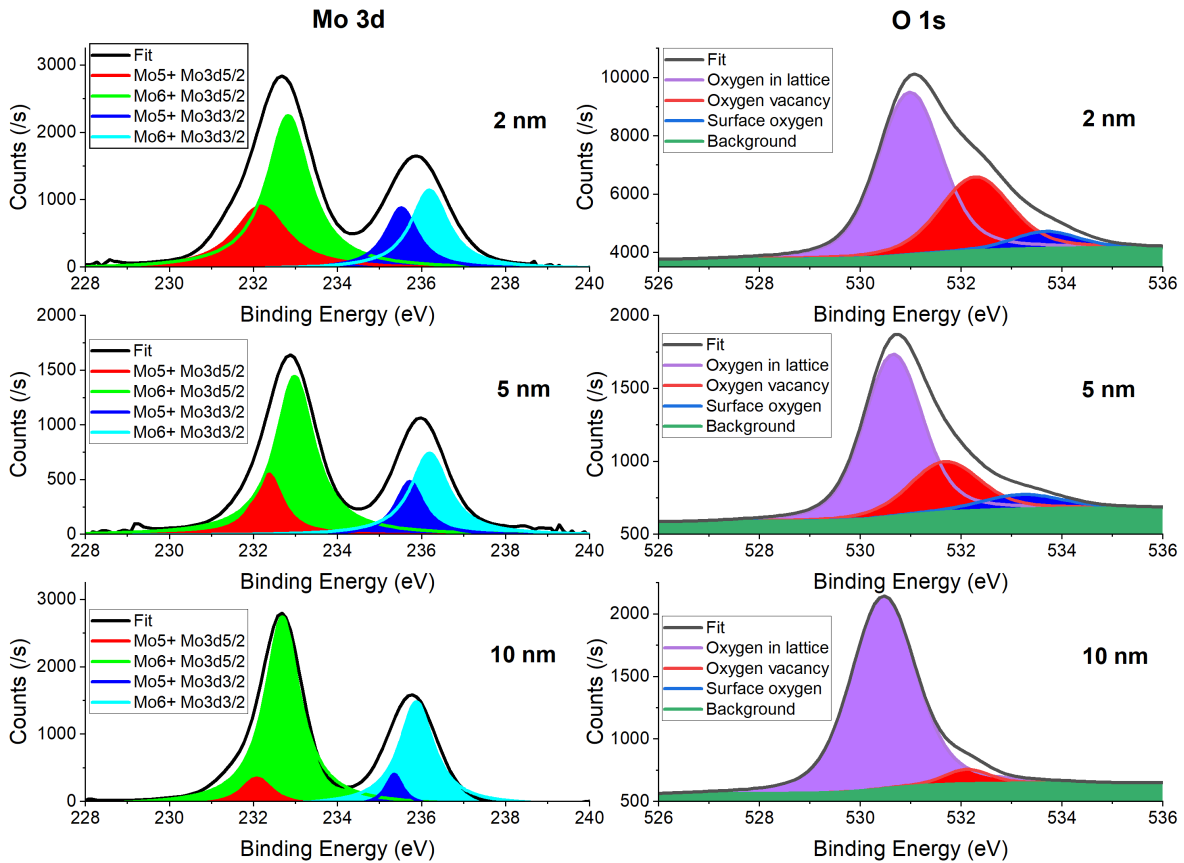 Mo 3d
O 1s
3000
2000
1000
0
Counts (/s)
Fit
Mo5+ Mo3d5/2
Mo6+ Mo3d5/2
Mo5+ Mo3d3/2
Mo6+ Mo3d3/2
2 nm
228 230 232 234 236 238 240
Binding Energy (eV)
10000
8000
6000
4000
Counts (/s)
Fit
Oxygen in lattice
Oxygen vacancy
Surface oxygen
Background
2 nm
526 528 530 532 534 536
Binding Energy (eV)
2000
1500
1000
500
0
Counts (/s)
Fit
Mo5+ Mo3d5/2
Mo6+ Mo3d5/2
Mo5+ Mo3d3/2
Mo6+ Mo3d3/2
5 nm
228 230 232 234 236 238 240
Binding Energy (eV)
2000
1500
1000
500
Counts (/s)
Fit
Oxygen in lattice
Oxygen vacancy
Surface oxygen
Background
5 nm
526 528 530 532 534 536
Binding Energy (eV)
3000
2000
1000
0
Counts (/s)
Fit
Mo5+ Mo3d5/2
Mo6+ Mo3d5/2
Mo5+ Mo3d3/2
Mo6+ Mo3d3/2
10 nm
228 230 232 234 236 238 240
Binding Energy (eV)
2000
1500
1000
500
Counts (/s)
Fit
Oxygen in lattice
Oxygen vacancy
Surface oxygen
Background
10 nm
526 528 530 532 534 536
Binding Energy (eV)